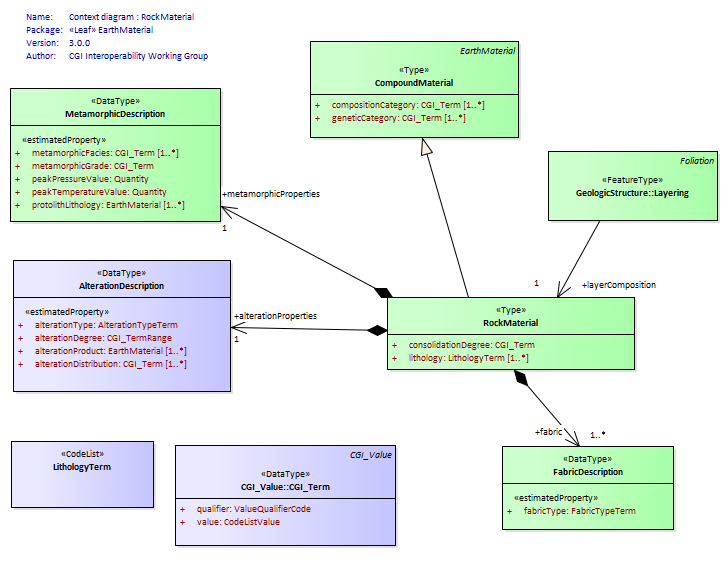 Name: Context diagram : RockMaterial
Package: «Leaf» EarthMaterial
Version: 3.0.0
Author: CGI Interoperability Working Group
EarthMaterial
«Type»
CompoundMaterial
+ compositionCategory: CGI_Term [1..*]
+ geneticCategory: CGI_Term [1..*]
«DataType»
MetamorphicDescription
«estimatedProperty»
+ metamorphicFacies: CGI_Term [1..*]
+ metamorphicGrade: CGI_Term
+ peakPressureValue: Quantity
+ peakTemperatureValue: Quantity
+ protolithLithology: EarthMaterial [1..*]
Foliation
«FeatureType»
GeologicStructure::Layering
+metamorphicProperties
1
«DataType»
AlterationDescription
«estimatedProperty»
+ alterationType: AlterationTypeTerm
+ alterationDegree: CGI_TermRange
+ alterationProduct: EarthMaterial [1..*]
+ alterationDistribution: CGI_Term [1..*]
1
+layerComposition
+alterationProperties
1
«Type»
RockMaterial
+ consolidationDegree: CGI_Term
+ lithology: LithologyTerm [1..*]
+fabric
1..*
«CodeList»
LithologyTerm
CGI_Value
«DataType»
CGI_Value::CGI_Term
+ qualifier: ValueQualifierCode
+ value: CodeListValue
«DataType»
FabricDescription
«estimatedProperty»
+ fabricType: FabricTypeTerm